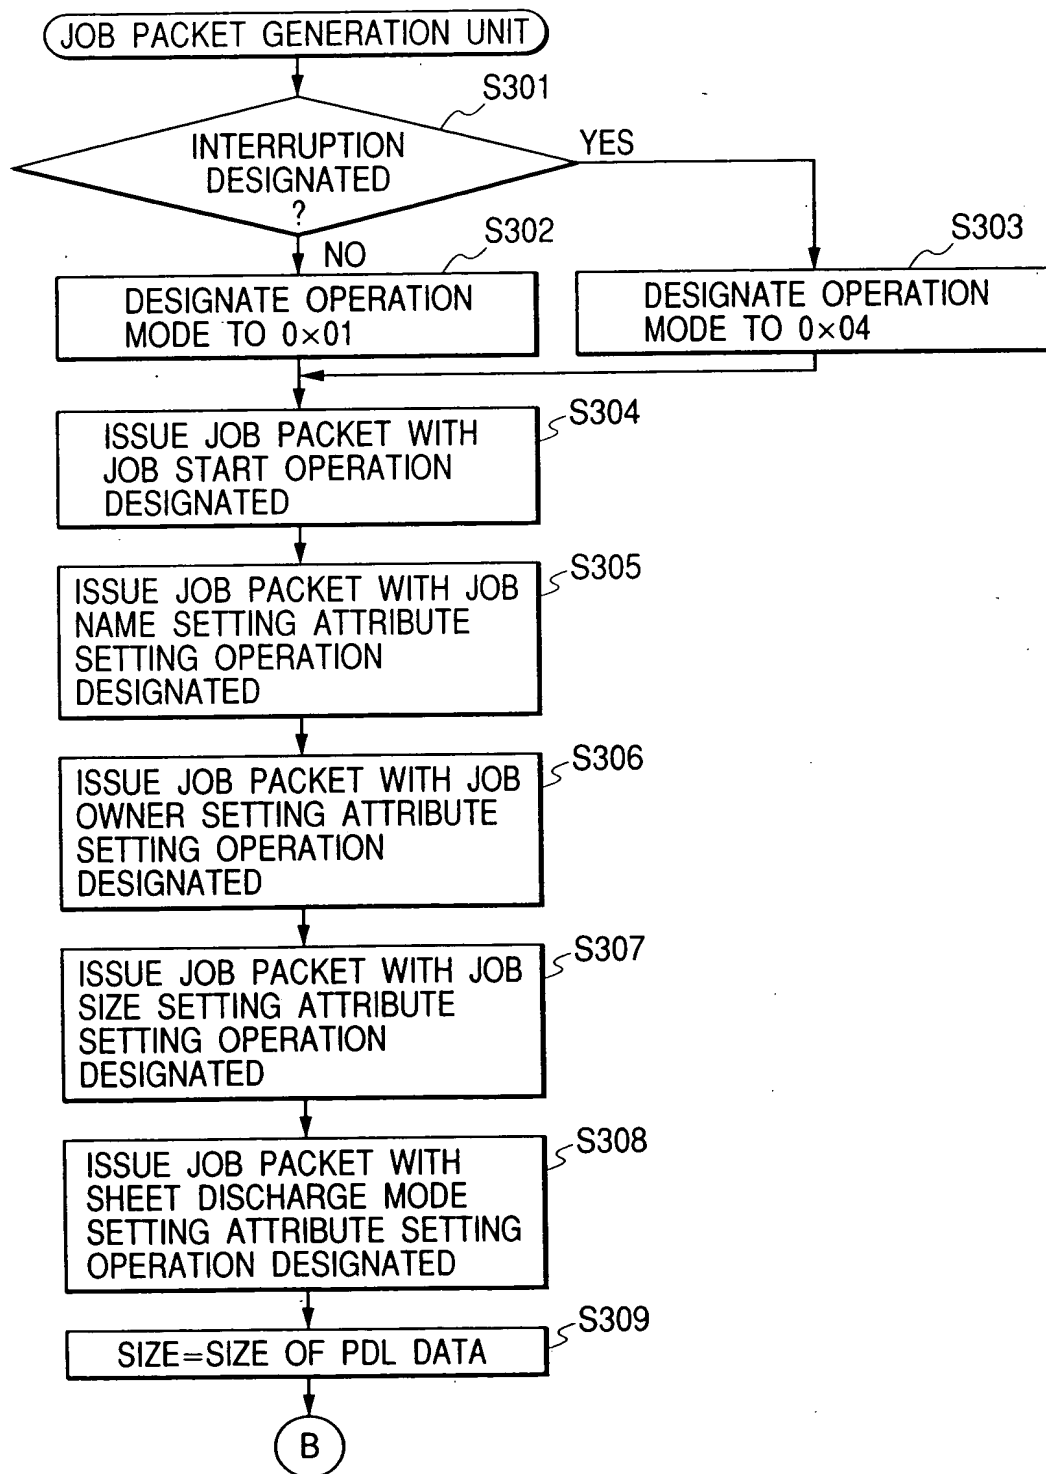 JOB PACKET GENERATION UNIT
S301
INTERRUPTION
DESIGNATED
?
YES
NO
S302
DESIGNATE OPERATION
MODE TO 0×01
S303
DESIGNATE OPERATION
MODE TO 0×04
S304
ISSUE JOB PACKET WITH
JOB START OPERATION
DESIGNATED
S305
ISSUE JOB PACKET WITH JOB
NAME SETTING ATTRIBUTE
SETTING OPERATION
DESIGNATED
S306
ISSUE JOB PACKET WITH JOB
OWNER SETTING ATTRIBUTE
SETTING OPERATION
DESIGNATED
S307
ISSUE JOB PACKET WITH JOB
SIZE SETTING ATTRIBUTE
SETTING OPERATION
DESIGNATED
S308
ISSUE JOB PACKET WITH
SHEET DISCHARGE MODE
SETTING ATTRIBUTE SETTING
OPERATION DESIGNATED
S309
SIZE=SIZE OF PDL DATA
B